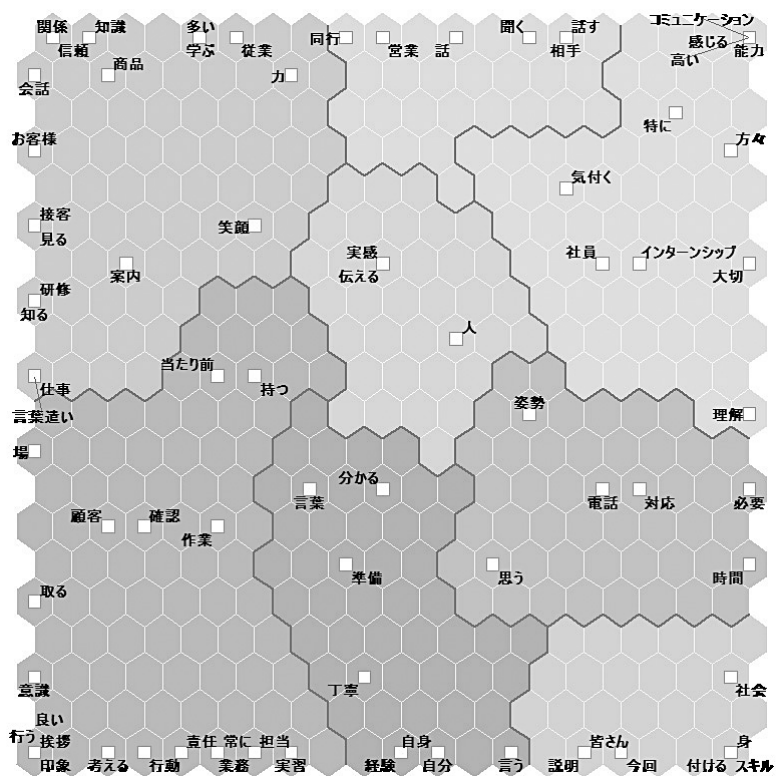 関係
知識
信頼
多い
学ぶ
従業
同行
営業
話
聞く
話す
相手
コミュニケーション
感じる
高い
能力
商品
力
会話
お客様
特に
方々
気付く
接客
見る
笑顔
実感
伝える
社員
インターンシップ
大切
案内
研修
知る
人
当たり前
持つ
仕事
言葉遣い
姿勢
理解
場
分かる
言葉
電話
対応
必要
顧客
確認
作業
準備
思う
時間
取る
丁寧
意識
社会
良い
行う
挨拶
印象
考える
行動
責任
常に
業務
担当
実習
経験
自身
自分
言う
説明
皆さん
今回
付ける
身
スキル